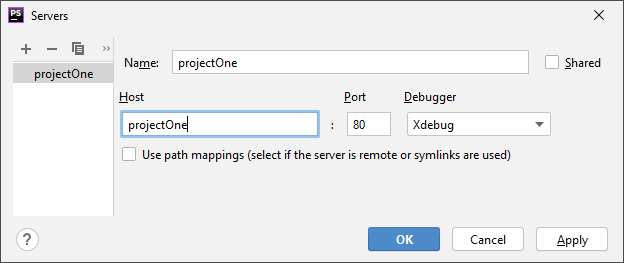 PS Servers
projectOne
Name: projectOne Shared
Host Port Debugger
projectOne : 80 Xdebug
Use path mappings (select if the server is remote or symlinks are used)
? OK Cancel Apply